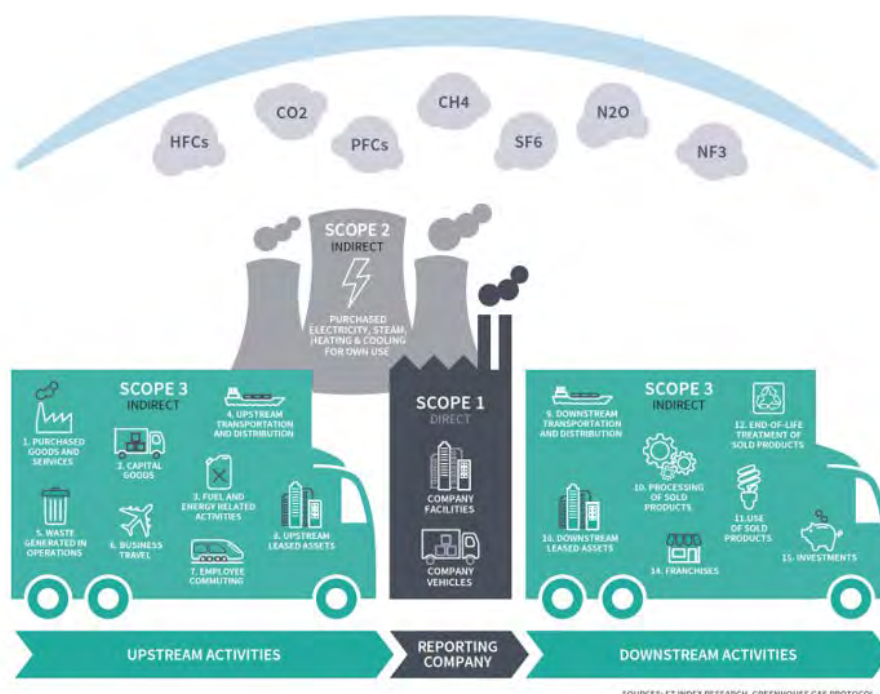 HFCs
CO2
PFCs
CH4
SF6
N2O
NF3
SCOPE 2
INDIRECT
PURCHASED
ELECTRICITY, STEAM,
HEATING & COOLING
FOR OWN USE
SCOPE 3
INDIRECT
1. PURCHASED
GOODS AND
SERVICES
2. CAPITAL
GOODS
3. FUEL AND
ENERGY RELATED
ACTIVITIES
4. UPSTREAM
TRANSPORTATION
AND DISTRIBUTION
5. WASTE
GENERATED IN
OPERATIONS
6. BUSINESS
TRAVEL
7. EMPLOYEE
COMMUTING
8. UPSTREAM
LEASED ASSETS
SCOPE 1
DIRECT
COMPANY
FACILITIES
COMPANY
VEHICLES
SCOPE 3
INDIRECT
9. DOWNSTREAM
TRANSPORTATION
AND DISTRIBUTION
10. PROCESSING
OF SOLD
PRODUCTS
11. USE
OF SOLD
PRODUCTS
12. END-OF-LIFE
TREATMENT OF
SOLD PRODUCTS
DOWNSTREAM
LEASED ASSETS
14. FRANCHISES
15. INVESTMENTS
UPSTREAM ACTIVITIES
REPORTING
COMPANY
DOWNSTREAM ACTIVITIES
INDEX RESEARCH, GREENHOUSE GAS PROTOCOL